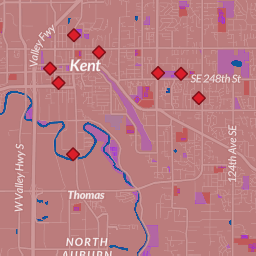 Valley Fwy
Kent
SE 248th St
W Valley Hwy S
124th Ave SE
Thomas
NORTH
AUBURN